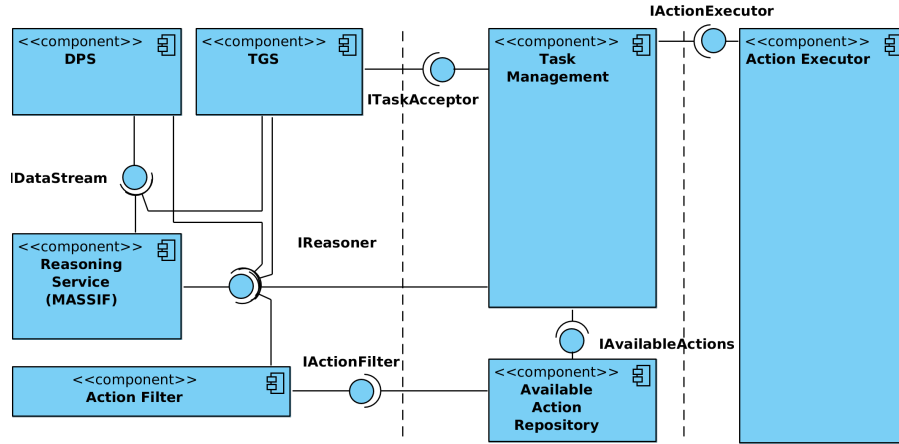 IActionExecutor
<<component>>
DPS
<<component>>
TGS
<<component>>
Task
Management
<<component>>
Action Executor
ITaskAcceptor
IDataStream
<<component>>
Reasoning
Service
(MASSIF)
IReasoner
IAvailableActions
IActionFilter
<<component>>
Action Filter
<<component>>
Available
Action
Repository